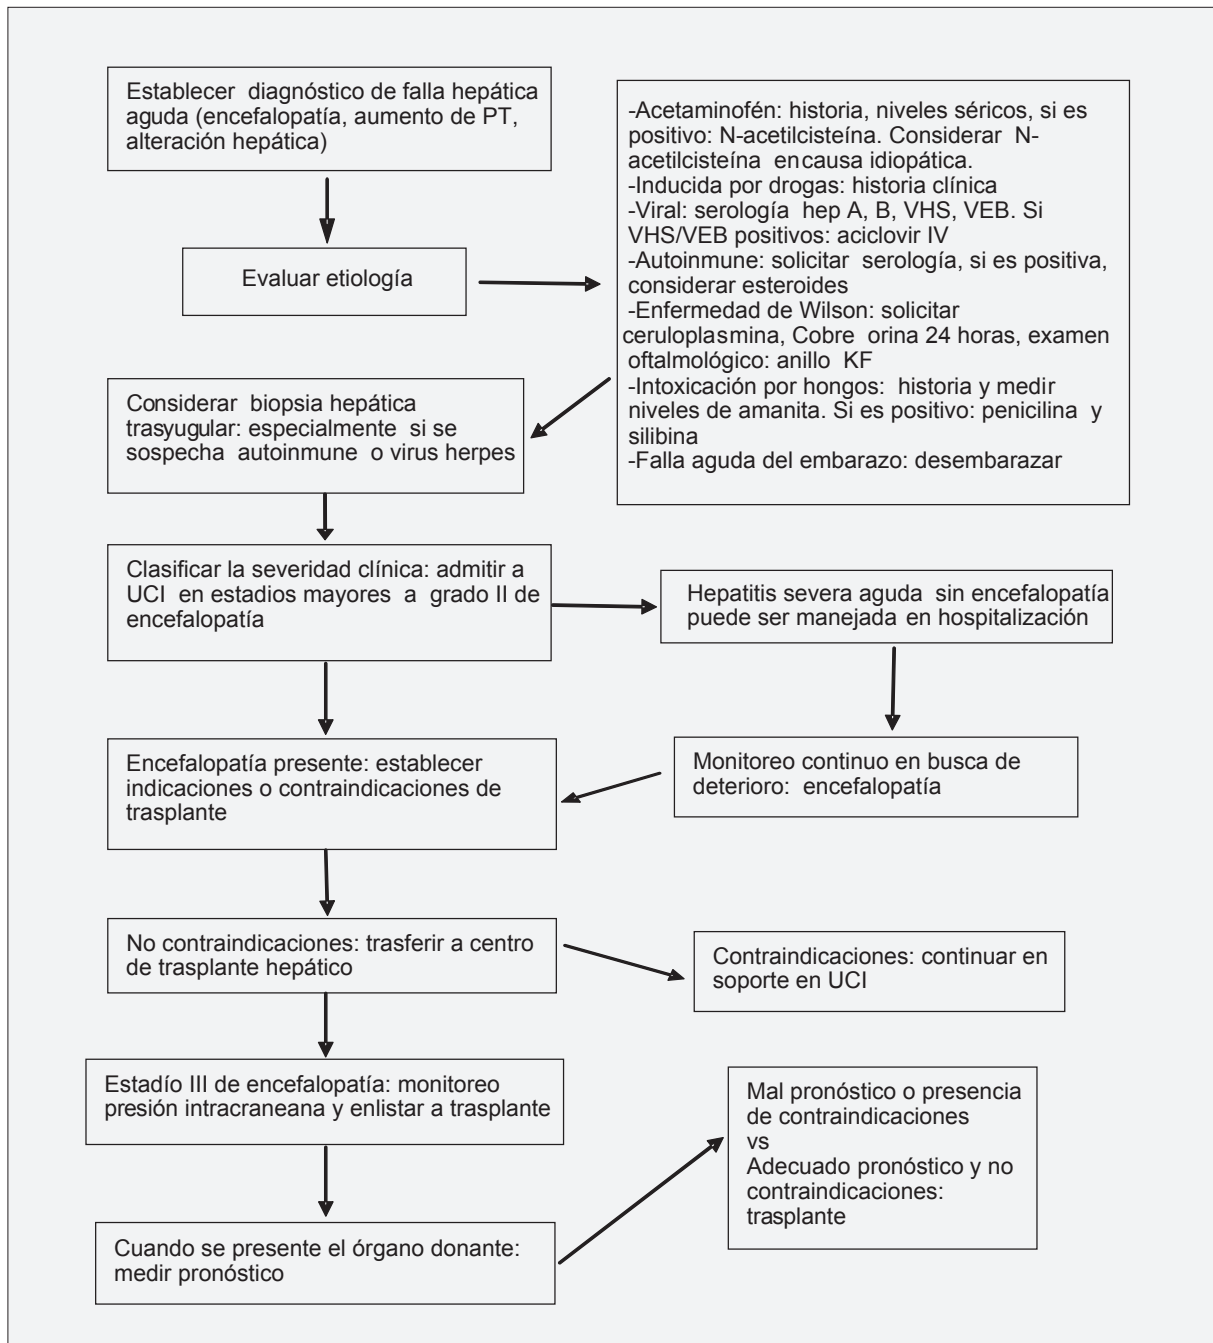 Establecer diagnóstico de falla hepática
aguda (encefalopatía, aumento de PT,
alteración hepática)
Evaluar etiología
-Acetaminofén: historia, niveles séricos, si es
positivo: N-acetilcisteína. Considerar N-
acetilcisteína en causa idiopática.
-Inducida por drogas: historia clínica
-Viral: serología hep A, B, VHS, VEB. Si
VHS/VEB positivos: aciclovir IV
-Autoinmune: solicitar serología, si es positiva,
considerar esteroides
-Enfermedad de Wilson: solicitar
ceruloplasmina, Cobre orina 24 horas, examen
oftalmológico: anillo KF
-Intoxicación por hongos: historia y medir
niveles de amanita. Si es positivo: penicilina y
silibina
-Falla aguda del embarazo: desembarazar
Considerar biopsia hepática
trasyugular: especialmente si se
sospecha autoinmune o virus herpes
Clasificar la severidad clínica: admitir a
UCI en estadios mayores a grado II de
encefalopatía
Hepatitis severa aguda sin encefalopatía
puede ser manejada en hospitalización
Monitoreo continuo en busca de
deterioro: encefalopatía
Encefalopatía presente: establecer
indicaciones o contraindicaciones de
trasplante
No contraindicaciones: trasferir a centro
de trasplante hepático
Contraindicaciones: continuar en
soporte en UCI
Estadío III de encefalopatía: monitoreo
presión intracraneana y enlistar a trasplante
Cuando se presente el órgano donante:
medir pronóstico
Mal pronóstico o presencia
de contraindicaciones
vs
Adecuado pronóstico y no
contraindicaciones:
trasplante